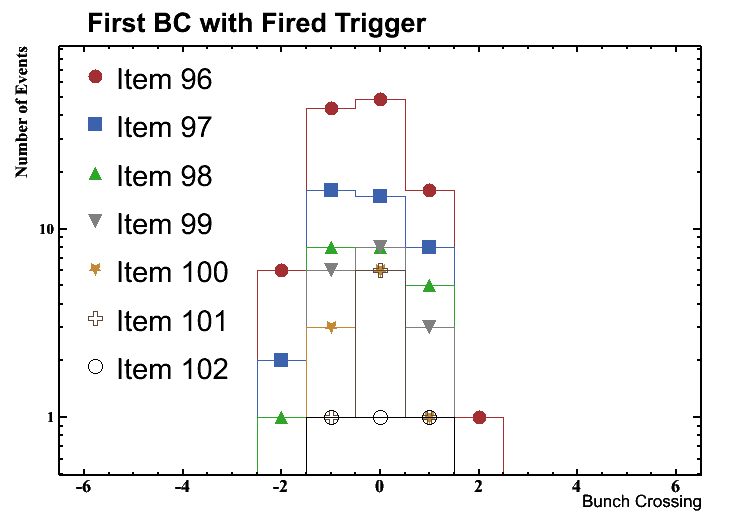 First BC with Fired Trigger
Number of Events
Item 96
Item 97
Item 98
Item 99
Item 100
Item 101
Item 102
10
1
-6 -4 -2 0 2 4 6
Bunch Crossing